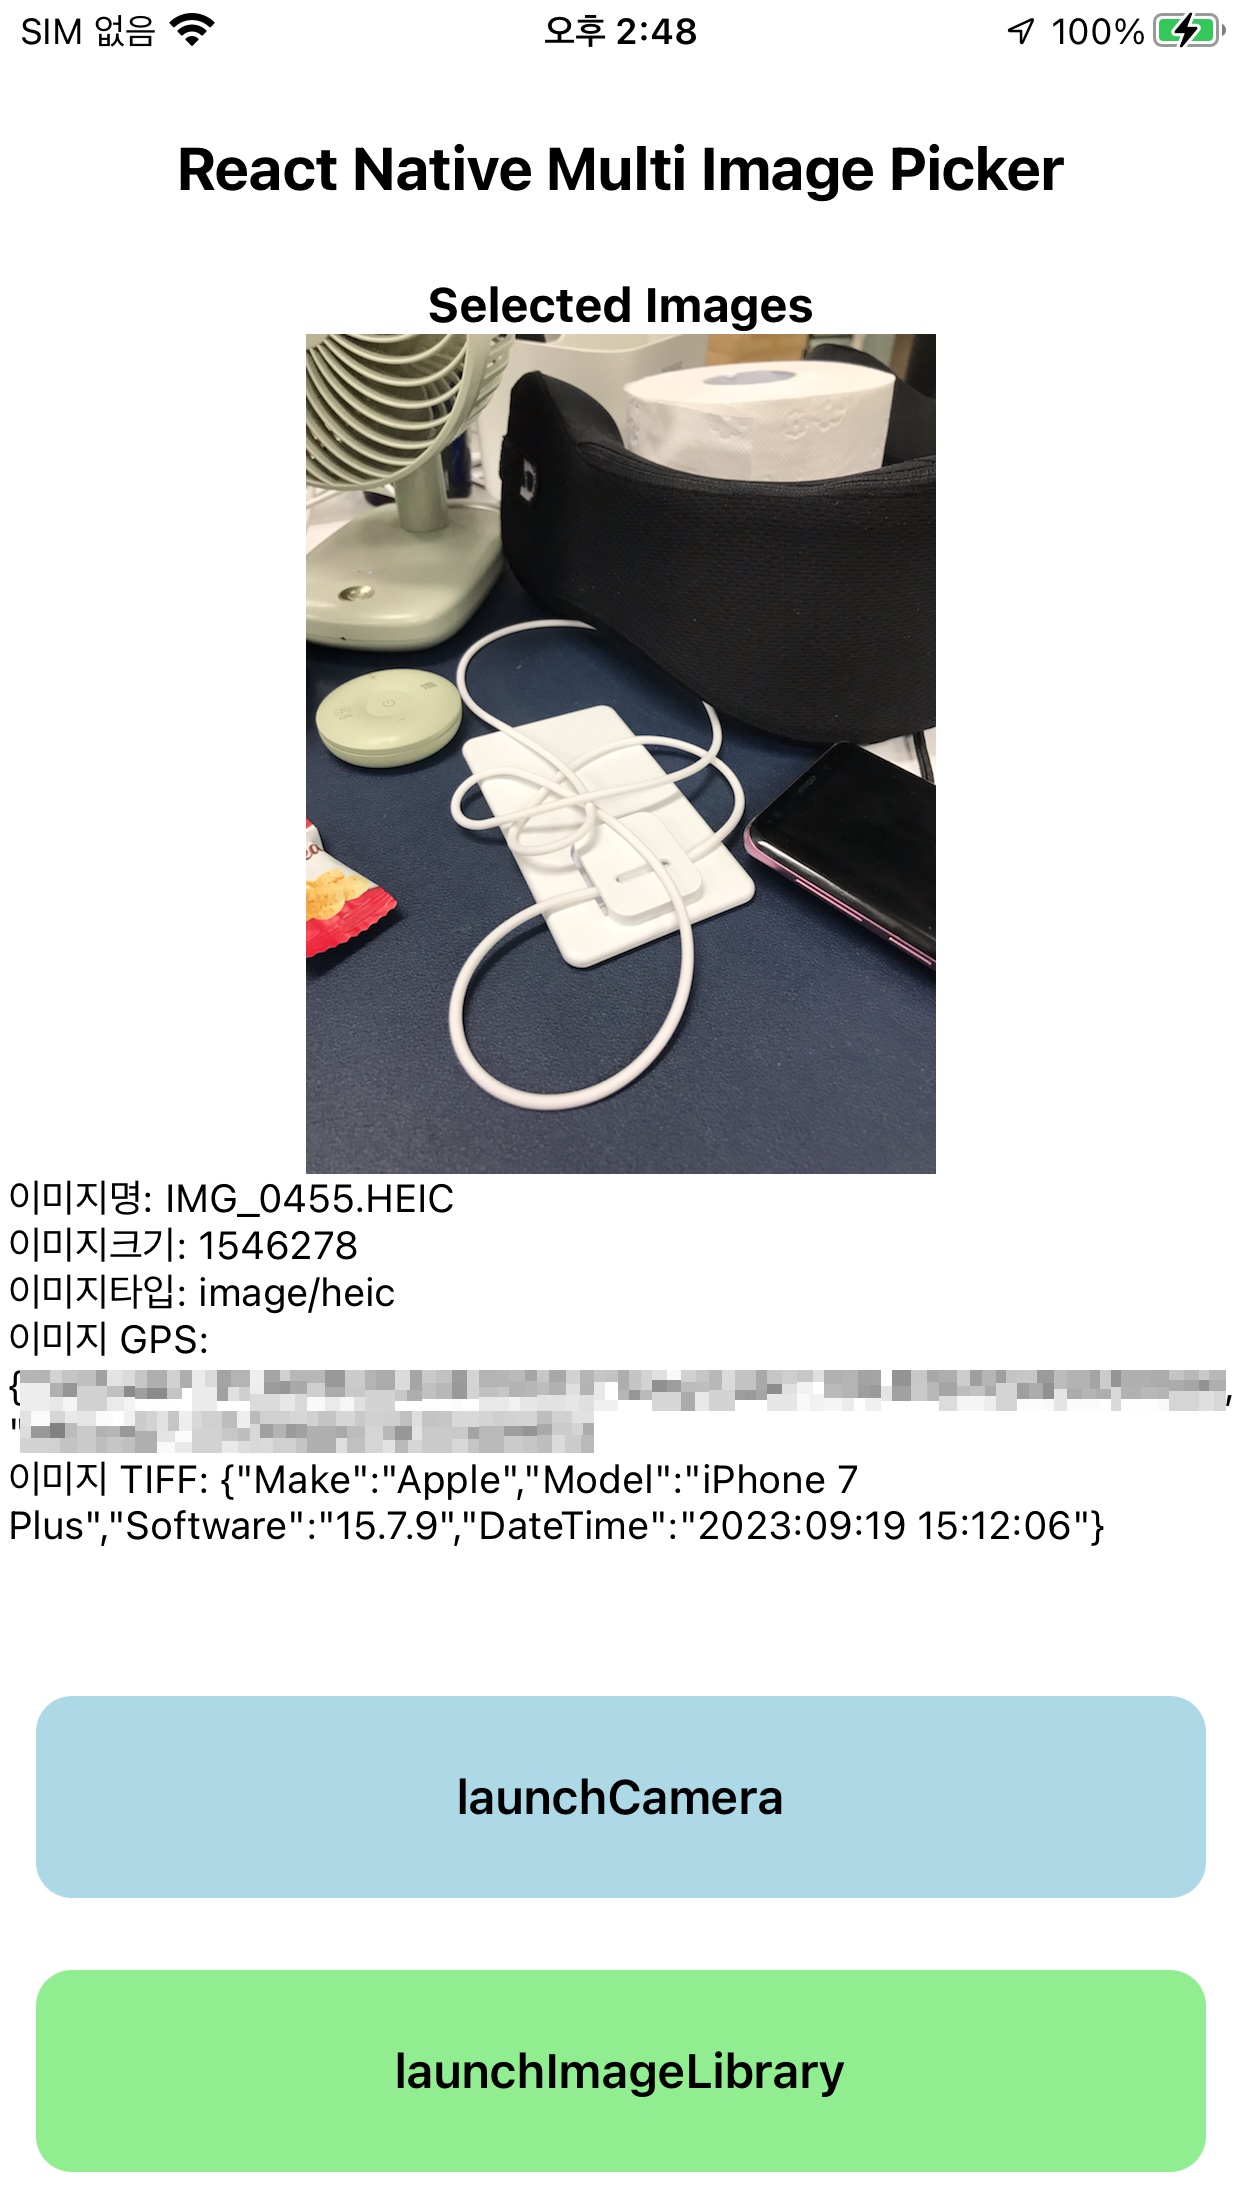 SIM 없음 오후 2:48 100%
React Native Multi Image Picker
Selected Images
이미지명: IMG_0455.HEIC
이미지크기: 1546278
이미지타입: image/heic
이미지 GPS:
{ ,
"
이미지 TIFF: {"Make":"Apple","Model":"iPhone 7
Plus","Software":"15.7.9","DateTime":"2023:09:19 15:12:06"}
launchCamera
launchImageLibrary